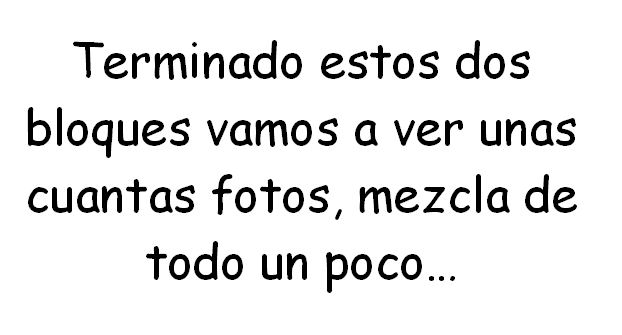 Terminado estos dos
bloques vamos a ver unas
cuantas fotos, mezcla de
todo un poco...